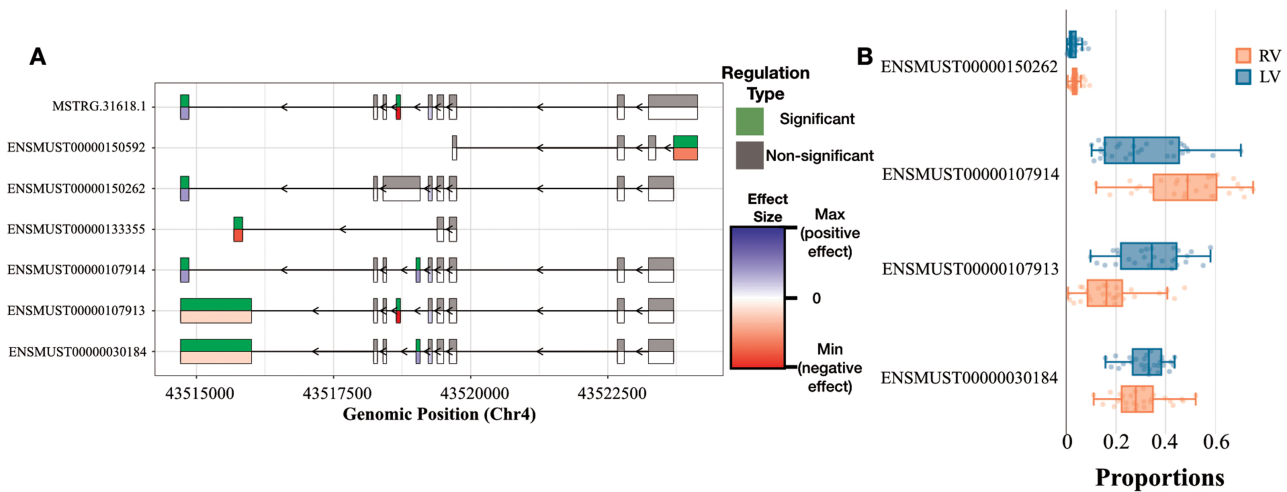 A
MSTRG.31618.1
ENSMUST00000150592
ENSMUST00000150262
ENSMUST00000133355
ENSMUST00000107914
ENSMUST00000107913
ENSMUST00000030184
43515000 43517500 43520000 43522500
Genomic Position (Chr4)
Regulation
Type
Significant
Non-significant
Effect
Size
Max
(positive
effect)
0
Min
(negative
effect)
B
ENSMUST00000150262
ENSMUST00000107914
ENSMUST00000107913
ENSMUST00000030184
RV
LV
0 0.2 0.4 0.6
Proportions